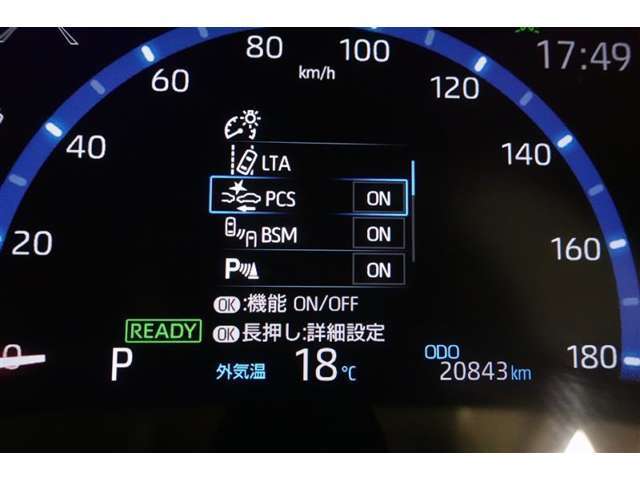 80
100
17:49
km/h
60
120
LTA
40
140
PCS ON
BSM ON
20
160
P ON
OK:機能 ON/OFF
READY
OK長押し:詳細設定
0
P
外気温 18℃
ODO
20843km
180